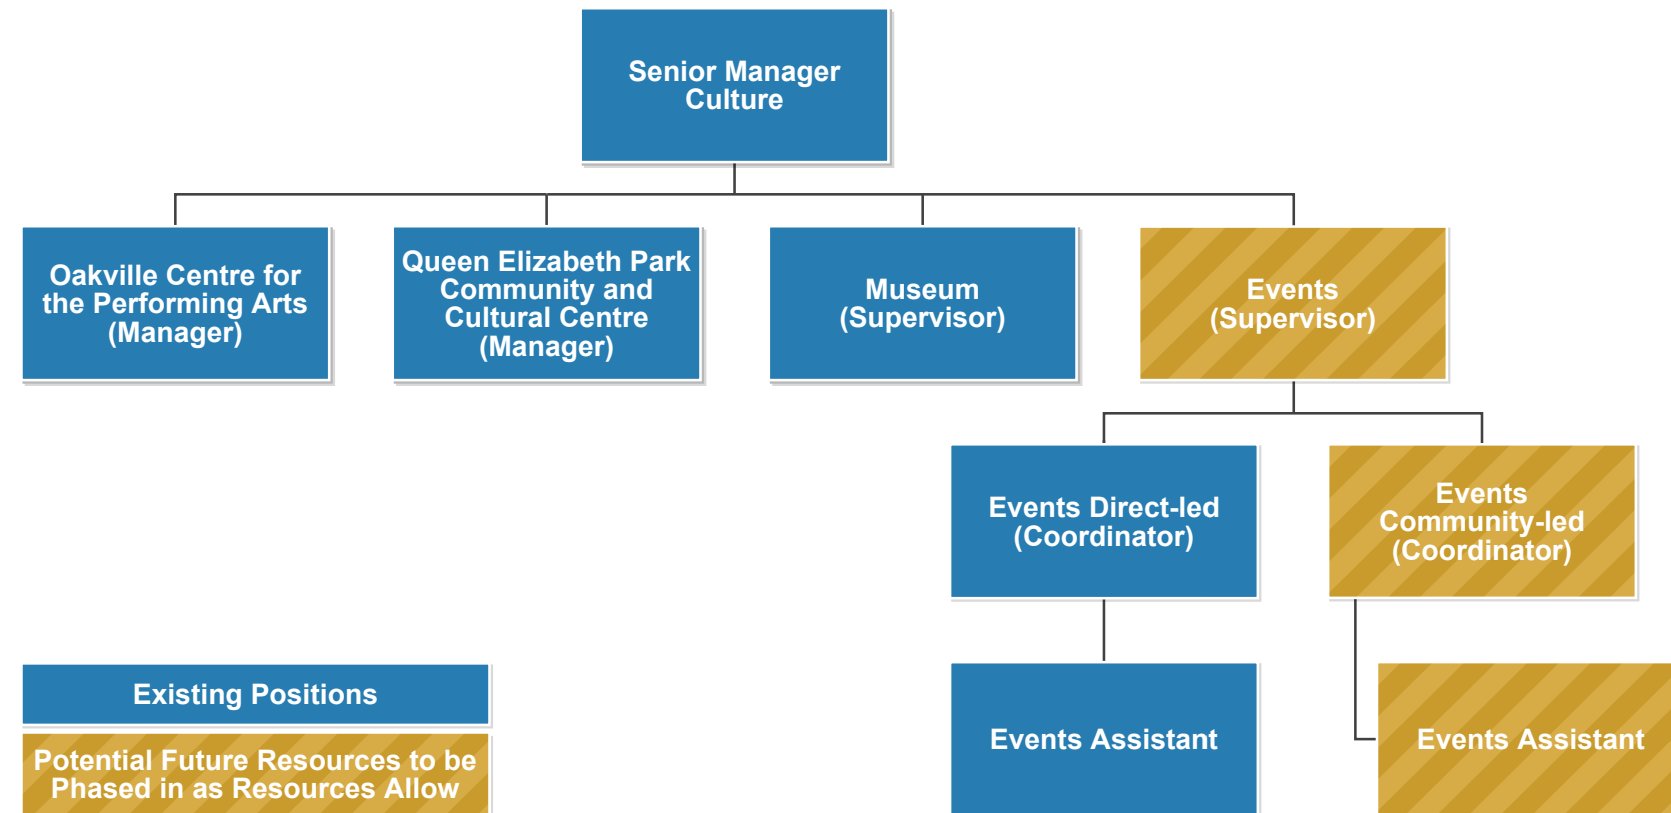 Senior Manager
Culture
Oakville Centre for
the Performing Arts
(Manager)
Queen Elizabeth Park
Community and
Cultural Centre
(Manager)
Museum
(Supervisor)
Events
(Supervisor)
Events Direct-led
(Coordinator)
Events
Community-led
(Coordinator)
Existing Positions
Potential Future Resources to be
Phased in as Resources Allow
Events Assistant
Events Assistant